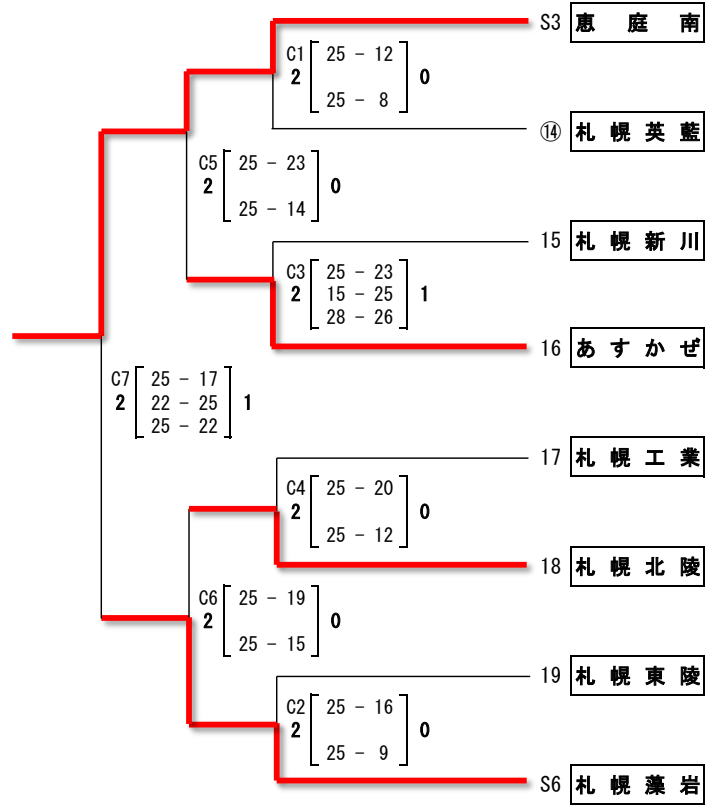 S3 恵庭南
C1 25 - 12
2 0
25 - 8
⑭ 札幌英藍
C5 25 - 23
2 0
25 - 14
15 札幌新川
C3 25 - 23
2 15 - 25 1
28 - 26
16 あすかぜ
C7 25 - 17
2 22 - 25 1
25 - 22
17 札幌工業
C4 25 - 20
2 0
25 - 12
18 札幌北陵
C6 25 - 19
2 0
25 - 15
19 札幌東陵
C2 25 - 16
2 0
25 - 9
S6 札幌藻岩